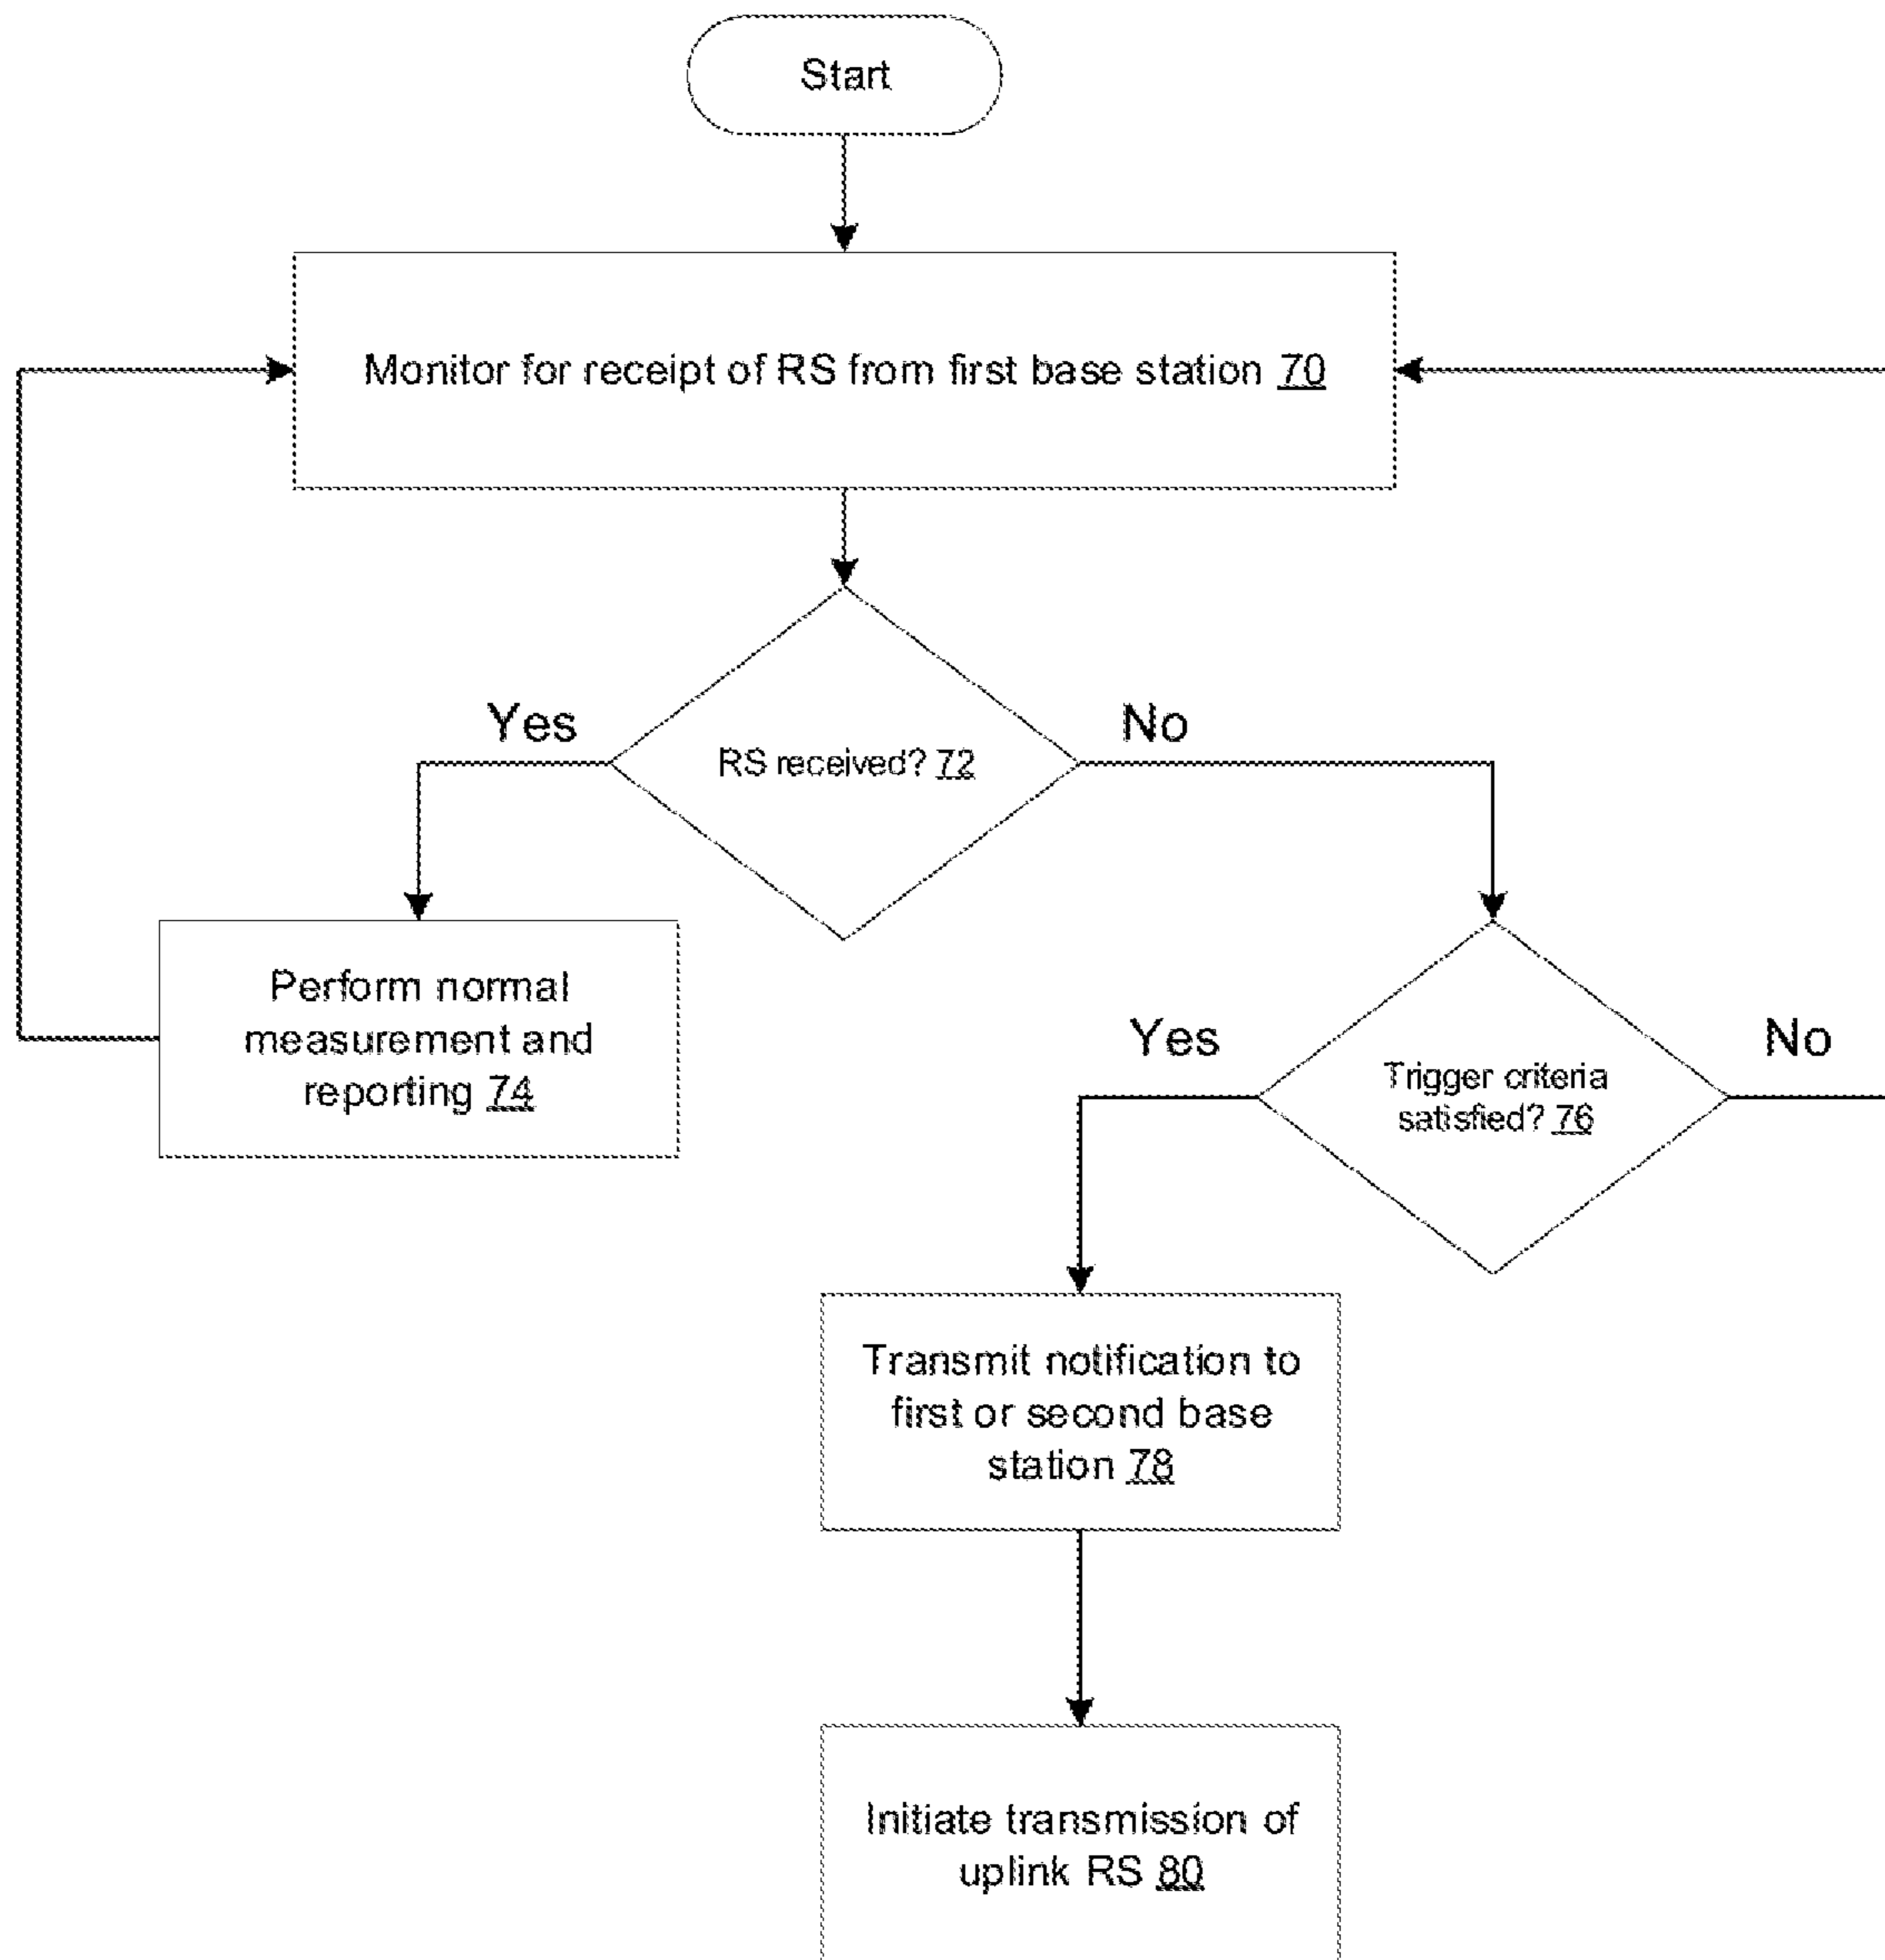 Start
Monitor for receipt of RS from first base station 70
Yes
No
RS received? 72
Perform normal
measurement and
reporting 74
Yes
No
Trigger criteria
satisfied? 76
Transmit notification to
first or second base
station 78
Initiate transmission of
uplink RS 80